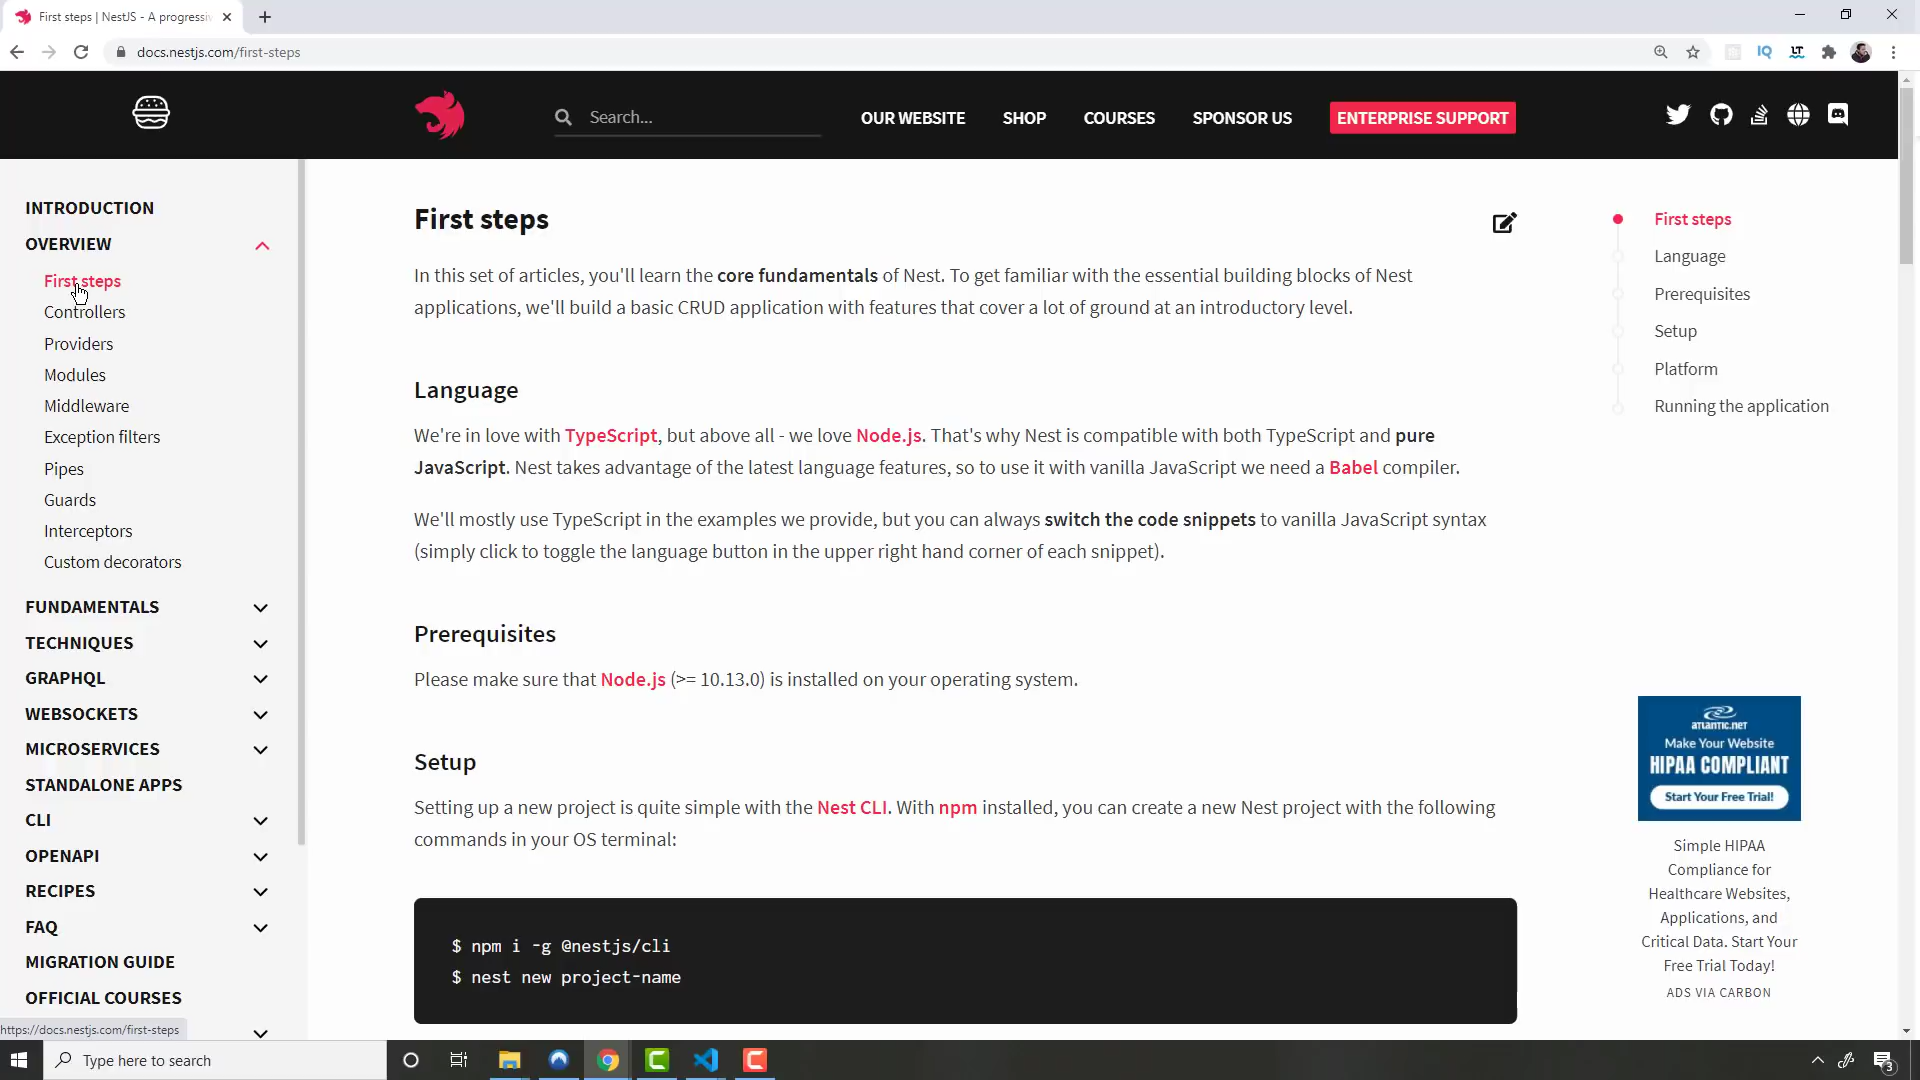 First steps | NestJS - A progressiv
docs.nestjs.com/first-steps
IQ
LT
Search...
OUR WEBSITE
SHOP
COURSES
SPONSOR US
ENTERPRISE SUPPORT
INTRODUCTION
OVERVIEW
First steps
Controllers
Providers
Modules
Middleware
Exception filters
Pipes
Guards
Interceptors
Custom decorators
FUNDAMENTALS
TECHNIQUES
GRAPHQL
WEBSOCKETS
MICROSERVICES
STANDALONE APPS
CLI
OPENAPI
RECIPES
FAQ
MIGRATION GUIDE
OFFICIAL COURSES
https://docs.nestjs.com/first-steps
First steps
In this set of articles, you'll learn the core fundamentals of Nest. To get familiar with the essential building blocks of Nest
applications, we'll build a basic CRUD application with features that cover a lot of ground at an introductory level.
Language
We're in love with TypeScript, but above all - we love Node.js. That's why Nest is compatible with both TypeScript and pure
JavaScript. Nest takes advantage of the latest language features, so to use it with vanilla JavaScript we need a Babel compiler.
We'll mostly use TypeScript in the examples we provide, but you can always switch the code snippets to vanilla JavaScript syntax
(simply click to toggle the language button in the upper right hand corner of each snippet).
Prerequisites
Please make sure that Node.js (>= 10.13.0) is installed on your operating system.
Setup
Setting up a new project is quite simple with the Nest CLI. With npm installed, you can create a new Nest project with the following
commands in your OS terminal:
$ npm i -g @nestjs/cli
$ nest new project-name
First steps
Language
Prerequisites
Setup
Platform
Running the application
ATLANTIC.NET
Make Your Website
HIPAA COMPLIANT
Start Your Free Trial!
Simple HIPAA
Compliance for
Healthcare Websites,
Applications, and
Critical Data. Start Your
Free Trial Today!
ADS VIA CARBON
Type here to search
3